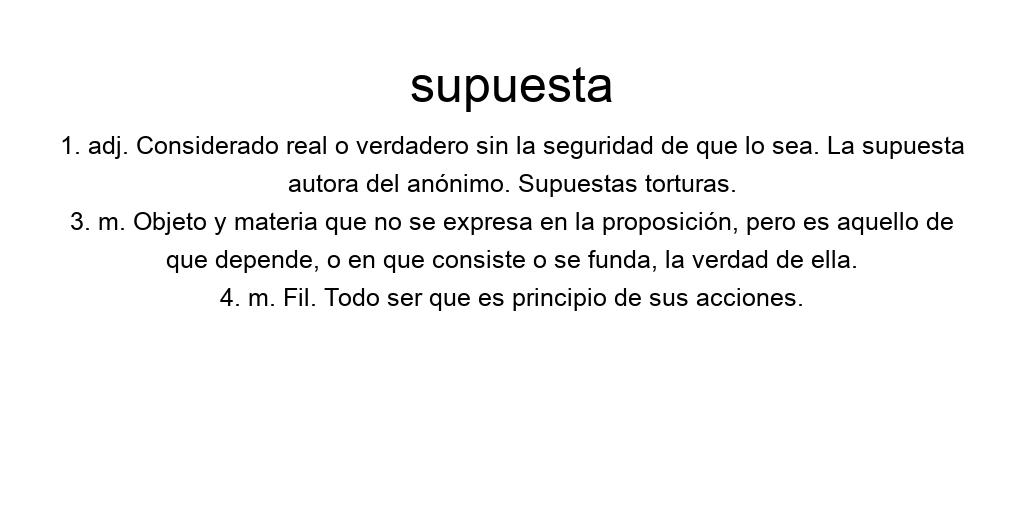 supuesta
1. adj. Considerado real o verdadero sin la seguridad de que lo sea. La supuesta
autora del anónimo. Supuestas torturas.
3. m. Objeto y materia que no se expresa en la proposición, pero es aquello de
que depende, o en que consiste o se funda, la verdad de ella.
4. m. Fil. Todo ser que es principio de sus acciones.